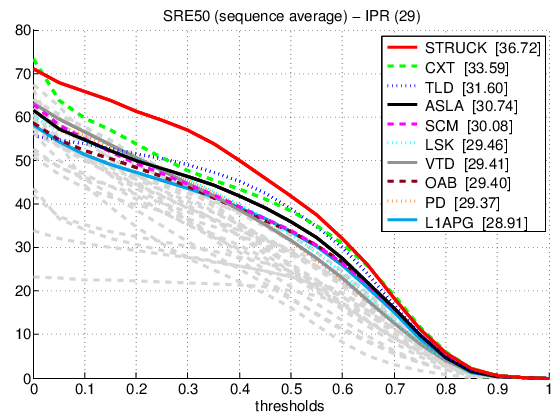 SRE50 (sequence average) – IPR (29)
80
70
60
50
40
30
20
10
0
0
0.1
0.2
0.3
0.4
0.5
0.6
0.7
0.8
0.9
1
thresholds
STRUCK [36.72]
CXT [33.59]
TLD [31.60]
ASLA [30.74]
SCM [30.08]
LSK [29.46]
VTD [29.41]
OAB [29.40]
PD [29.37]
L1APG [28.91]